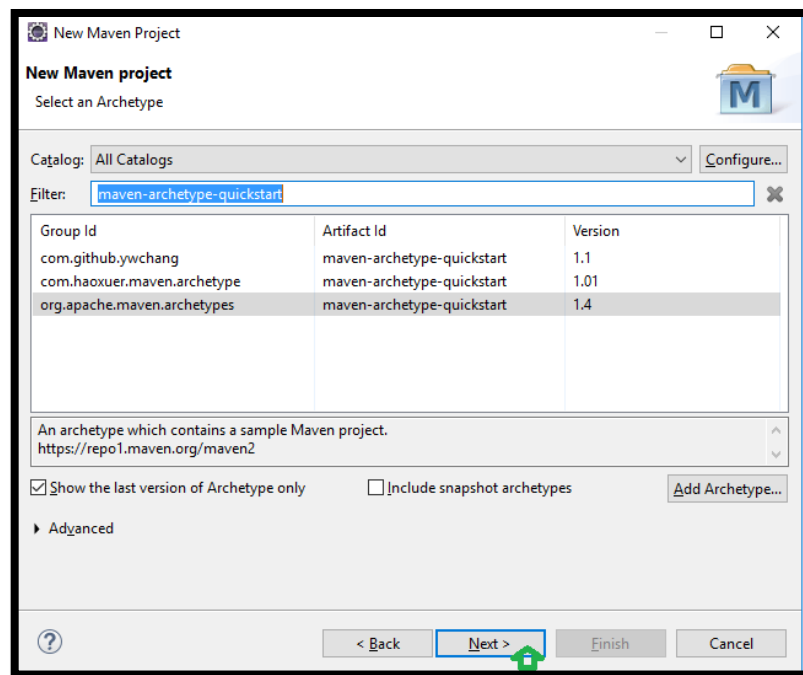 New Maven Project
New Maven project
Select an Archetype
M
Catalog: All Catalogs Configure...
Filter: maven-archetype-quickstart
Group Id Artifact Id Version
com.github.ywchang maven-archetype-quickstart 1.1
com.haoxuer.maven.archetype maven-archetype-quickstart 1.01
org.apache.maven.archetypes maven-archetype-quickstart 1.4
An archetype which contains a sample Maven project.
https://repo1.maven.org/maven2
Show the last version of Archetype only Include snapshot archetypes Add Archetype...
Advanced
? < Back Next > Finish Cancel